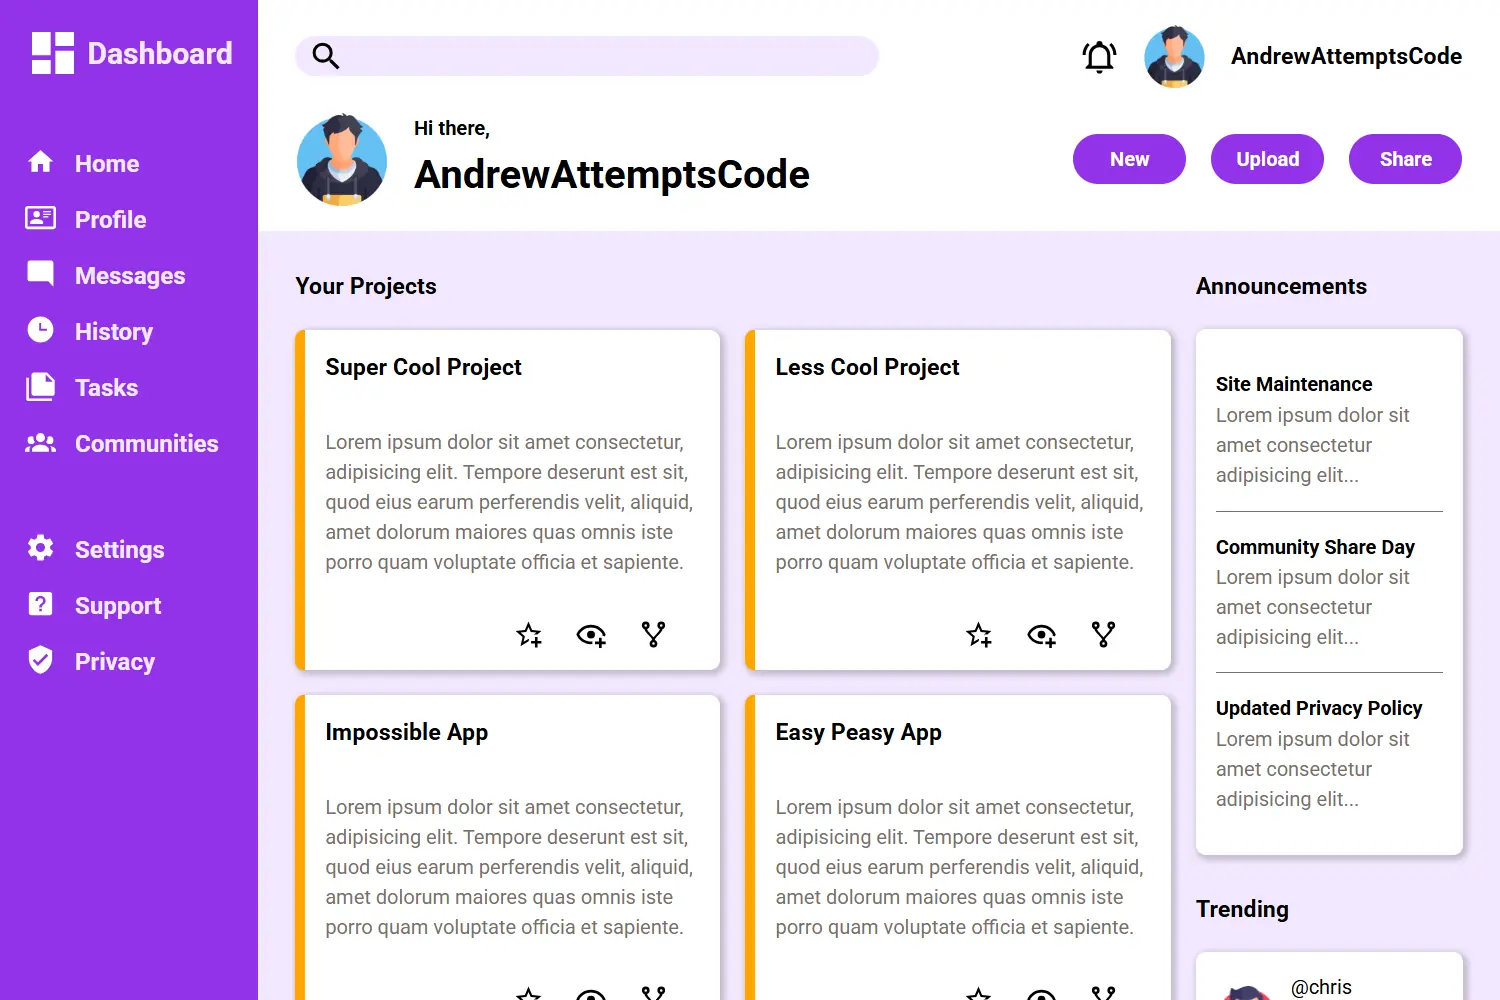 Dashboard
Home
Profile
Messages
History
Tasks
Communities
Settings
Support
Privacy
AndrewAttemptsCode
Hi there,
AndrewAttemptsCode
New
Upload
Share
Your Projects
Super Cool Project
Lorem ipsum dolor sit amet consectetur,
adipisicing elit. Tempore deserunt est sit,
quod eius earum perferendis velit, aliquid,
amet dolorum maiores quas omnis iste
porro quam voluptate officia et sapiente.
Less Cool Project
Lorem ipsum dolor sit amet consectetur,
adipisicing elit. Tempore deserunt est sit,
quod eius earum perferendis velit, aliquid,
amet dolorum maiores quas omnis iste
porro quam voluptate officia et sapiente.
Impossible App
Lorem ipsum dolor sit amet consectetur,
adipisicing elit. Tempore deserunt est sit,
quod eius earum perferendis velit, aliquid,
amet dolorum maiores quas omnis iste
porro quam voluptate officia et sapiente.
Easy Peasy App
Lorem ipsum dolor sit amet consectetur,
adipisicing elit. Tempore deserunt est sit,
quod eius earum perferendis velit, aliquid,
amet dolorum maiores quas omnis iste
porro quam voluptate officia et sapiente.
Announcements
Site Maintenance
Lorem ipsum dolor sit
amet consectetur
adipisicing elit...
Community Share Day
Lorem ipsum dolor sit
amet consectetur
adipisicing elit...
Updated Privacy Policy
Lorem ipsum dolor sit
amet consectetur
adipisicing elit...
Trending
@chris